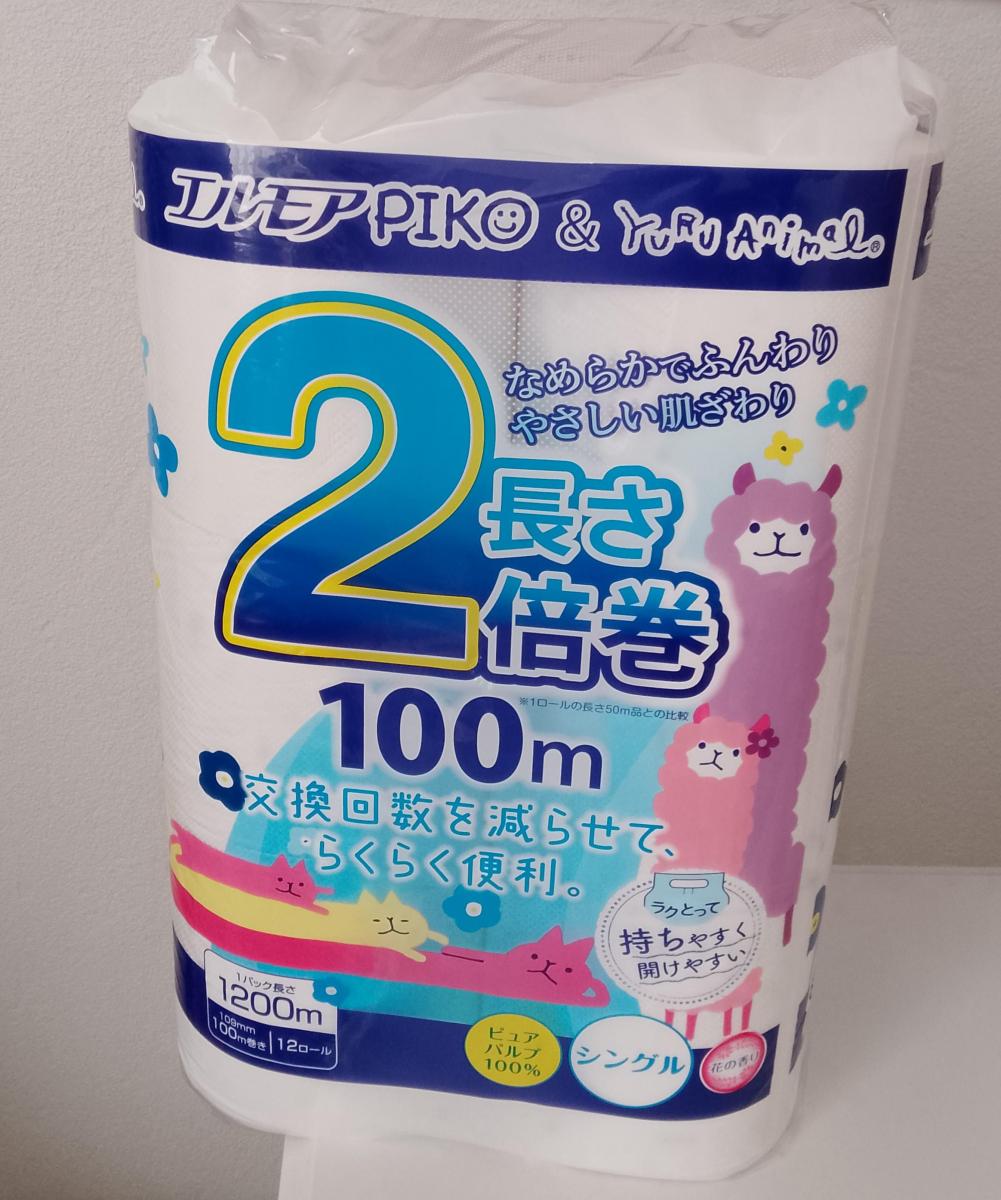 エルモア PIKO & YURU Animal®
なめらかでふんわり
やさしい肌ざわり
2
長さ
倍巻
※1ロールの長さ50m品との比較
100m
交換回数を減らせて、
らくらく便利。
ラクとって
持ちやすく
開けやすい
1パック長さ
1200m
109mm
100m巻き 12ロール
ピュア
パルプ
100%
シングル
花の香り